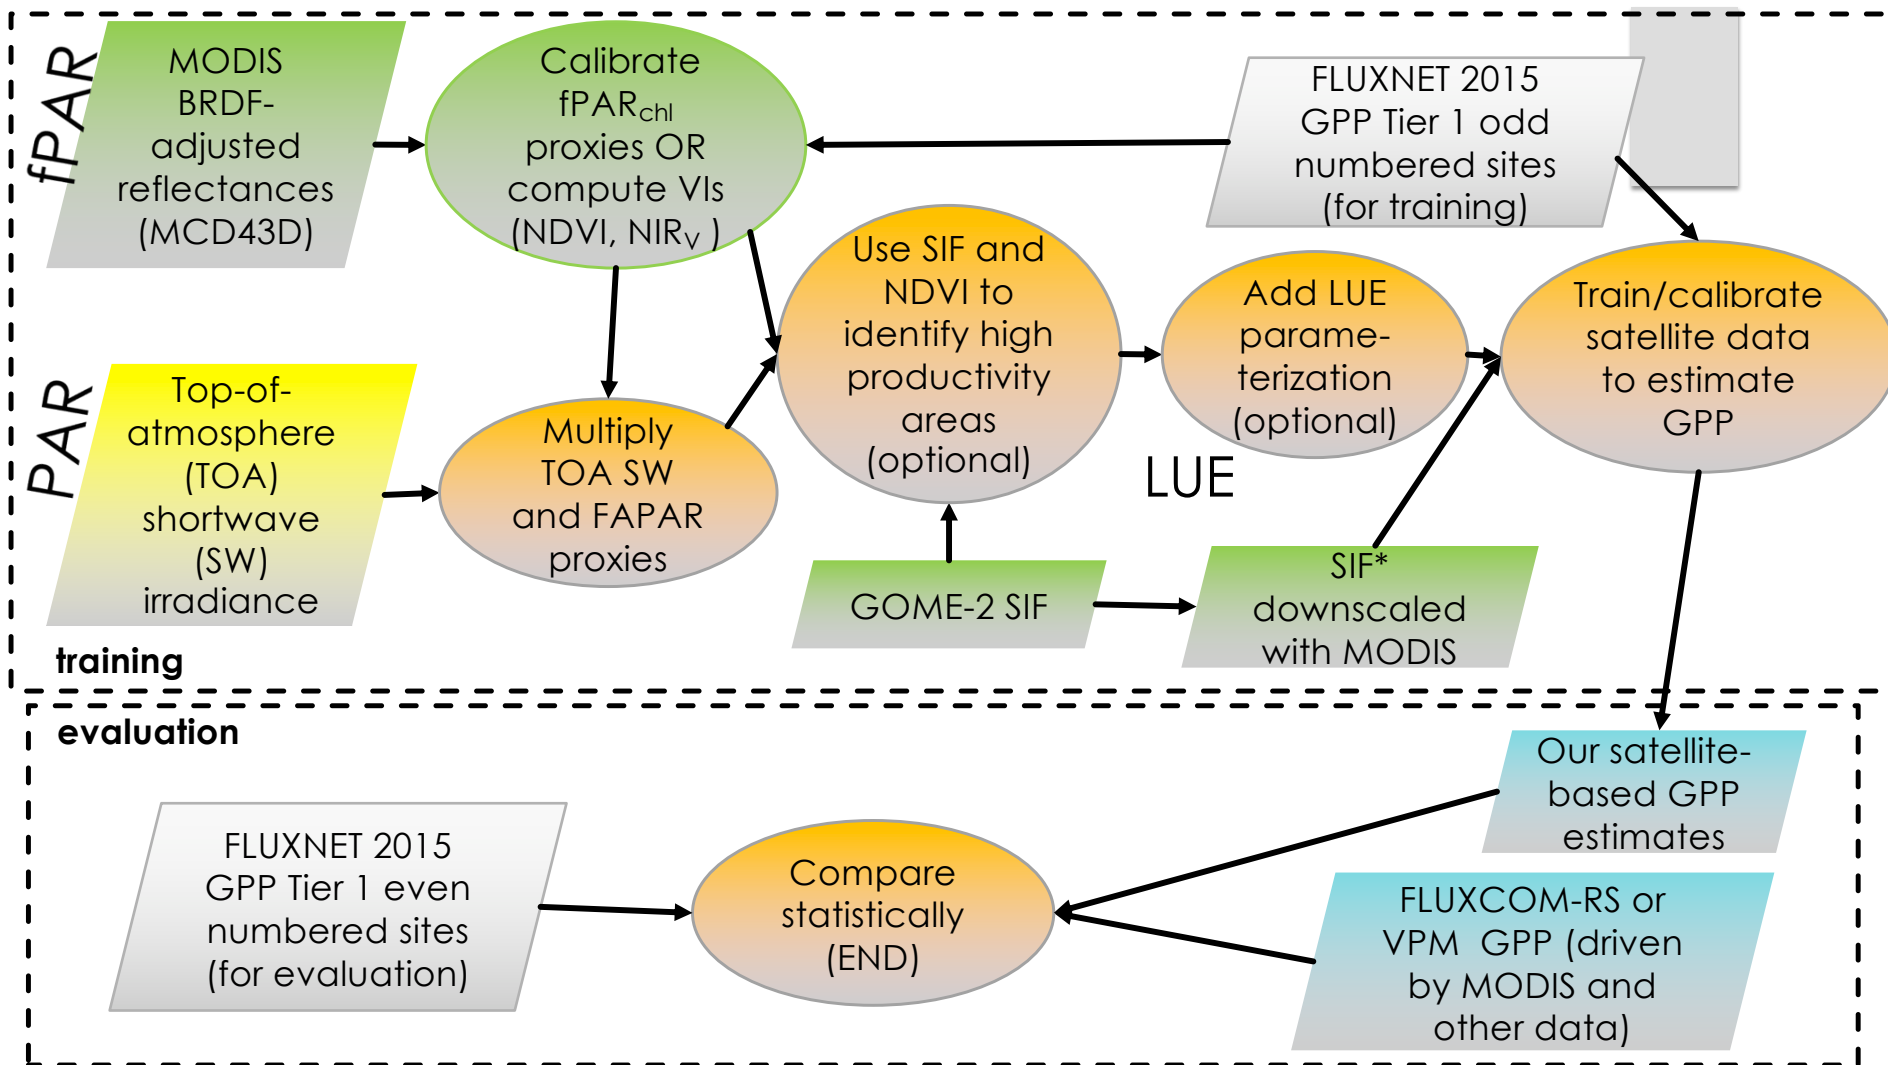 fPAR
MODIS
BRDF-
adjusted
reflectances
(MCD43D)
Calibrate
fPARchl
proxies OR
compute VIs
(NDVI, NIRV )
FLUXNET 2015
GPP Tier 1 odd
numbered sites
(for training)
Use SIF and
NDVI to
identify high
productivity
areas
(optional)
Add LUE
parame-
terization
(optional)
Train/calibrate
satellite data
to estimate
GPP
PAR
Top-of-
atmosphere
(TOA)
shortwave
(SW)
irradiance
Multiply
TOA SW
and FAPAR
proxies
LUE
GOME-2 SIF
SIF*
downscaled
with MODIS
training
evaluation
Our satellite-
based GPP
estimates
FLUXNET 2015
GPP Tier 1 even
numbered sites
(for evaluation)
Compare
statistically
(END)
FLUXCOM-RS or
VPM  GPP (driven
by MODIS and
other data)